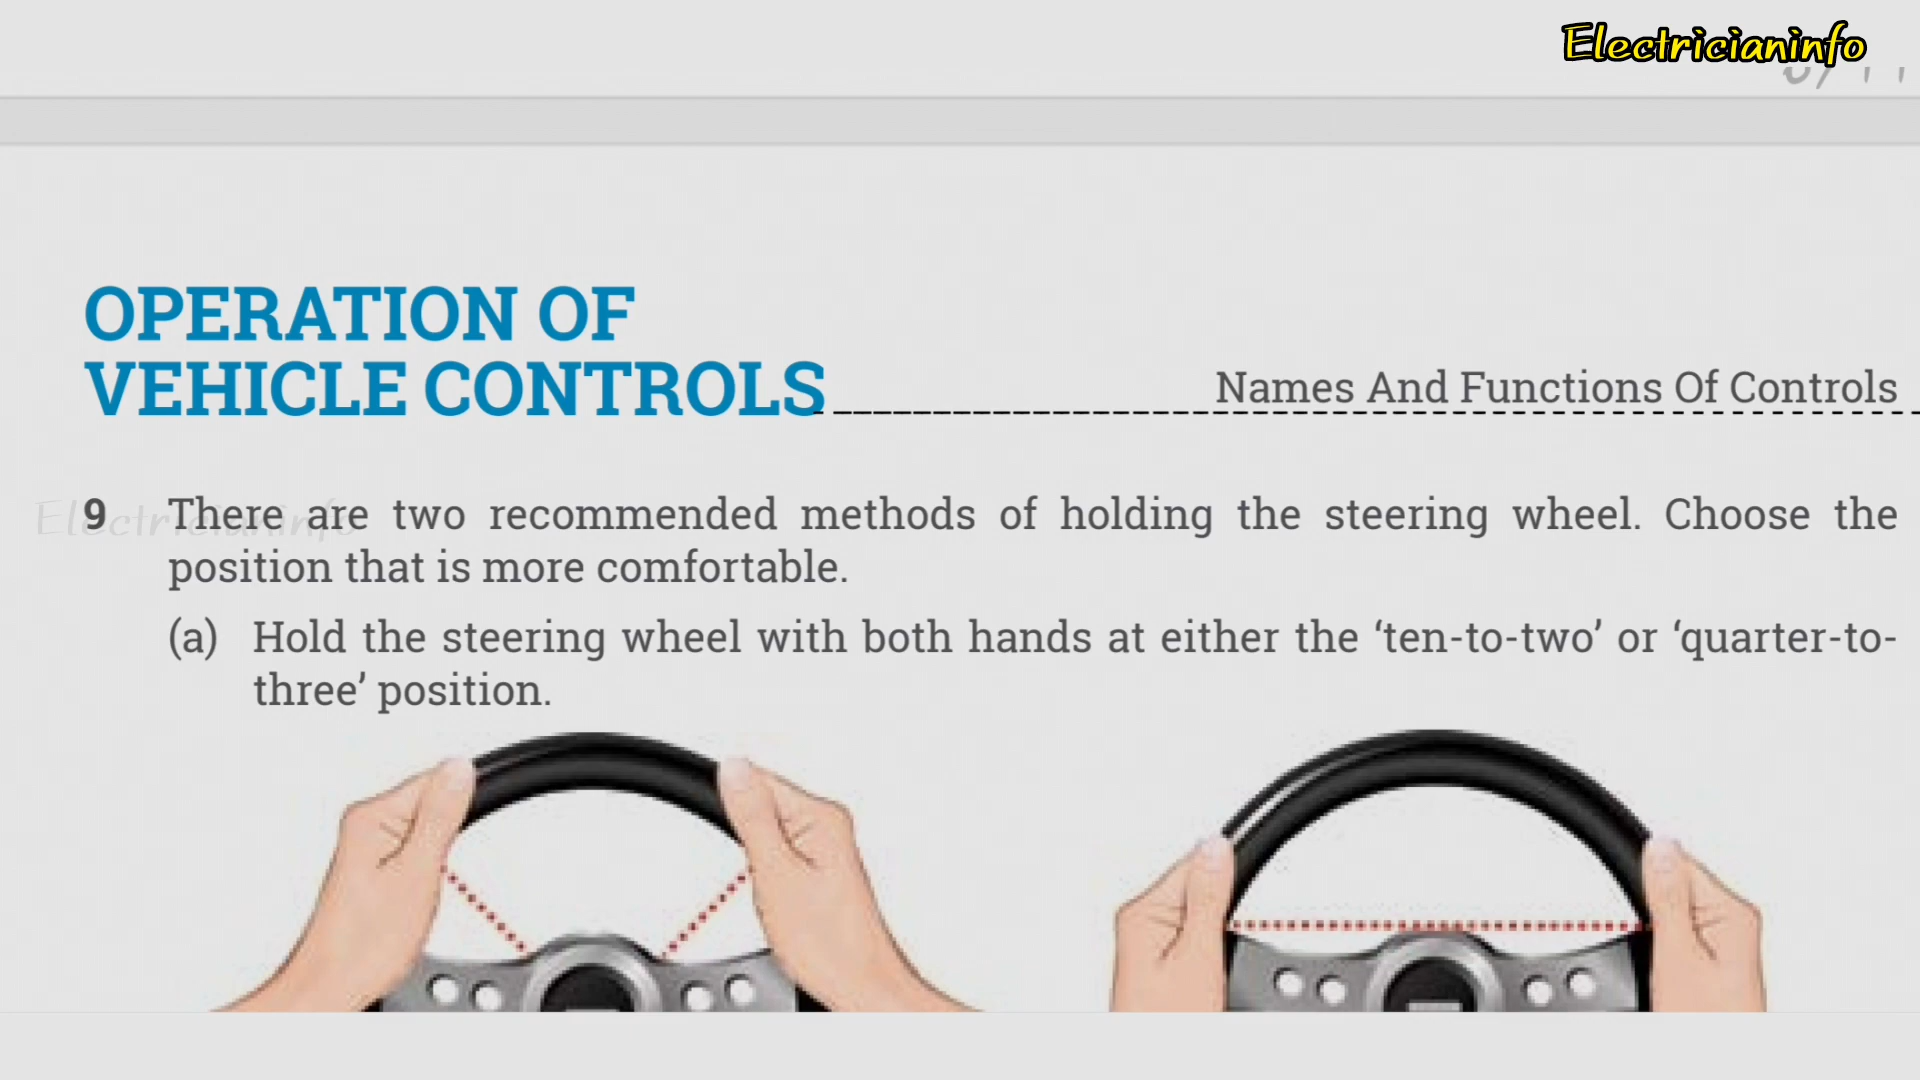 Electricianinfo
OPERATION OF
VEHICLE CONTROLS
Names And Functions Of Controls
9 There are two recommended methods of holding the steering wheel. Choose the
position that is more comfortable.
Electricianinfo
(a) Hold the steering wheel with both hands at either the ‘ten-to-two’ or ‘quarter-to-
three’ position.